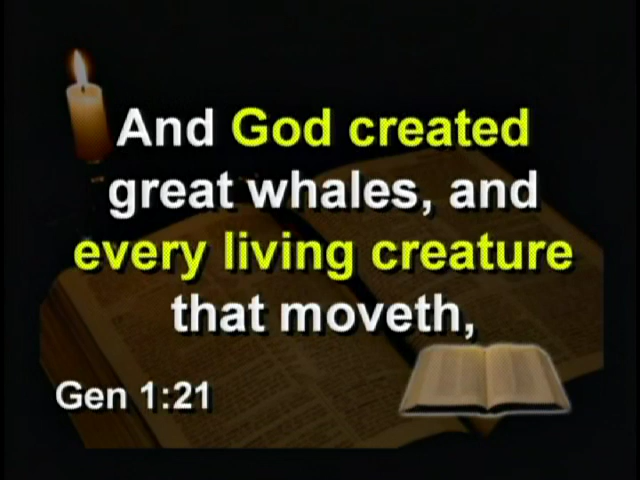 And God created
great whales, and
every living creature
that moveth,
Gen 1:21